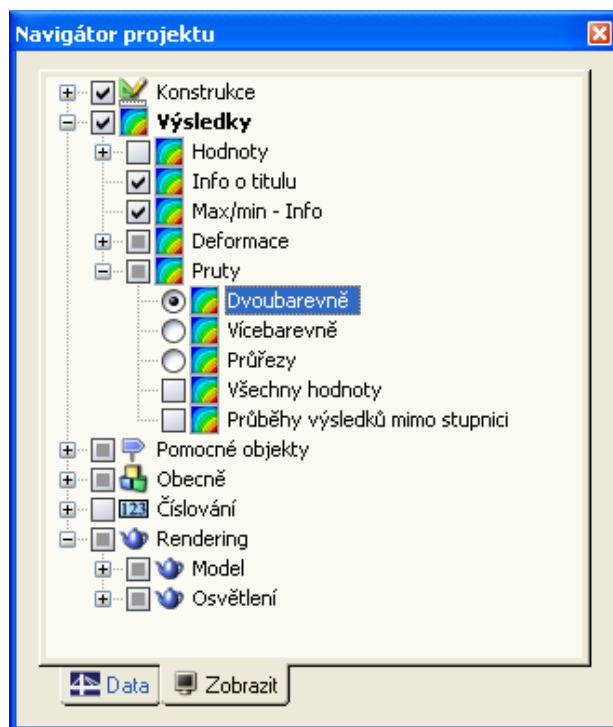 Navigátor projektu
Konstrukce
Výsledky
Hodnoty
Info o titulu
Max/min - Info
Deformace
Pruty
Dvoubarevně
Vícebarevně
Průřezy
Všechny hodnoty
Průběhy výsledků mimo stupnici
Pomocné objekty
Obecně
123 Číslování
Rendering
Model
Osvětlení
Data Zobrazit